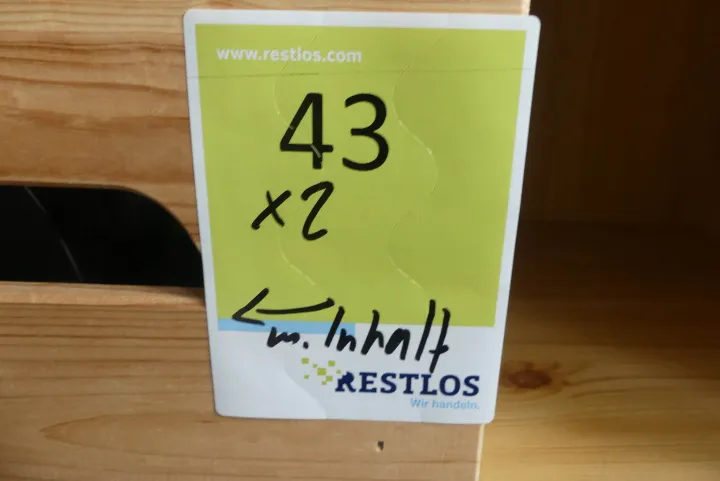 www.restlos.com
43
x2
← m. Inhalt
RESTLOS
Wir handeln.